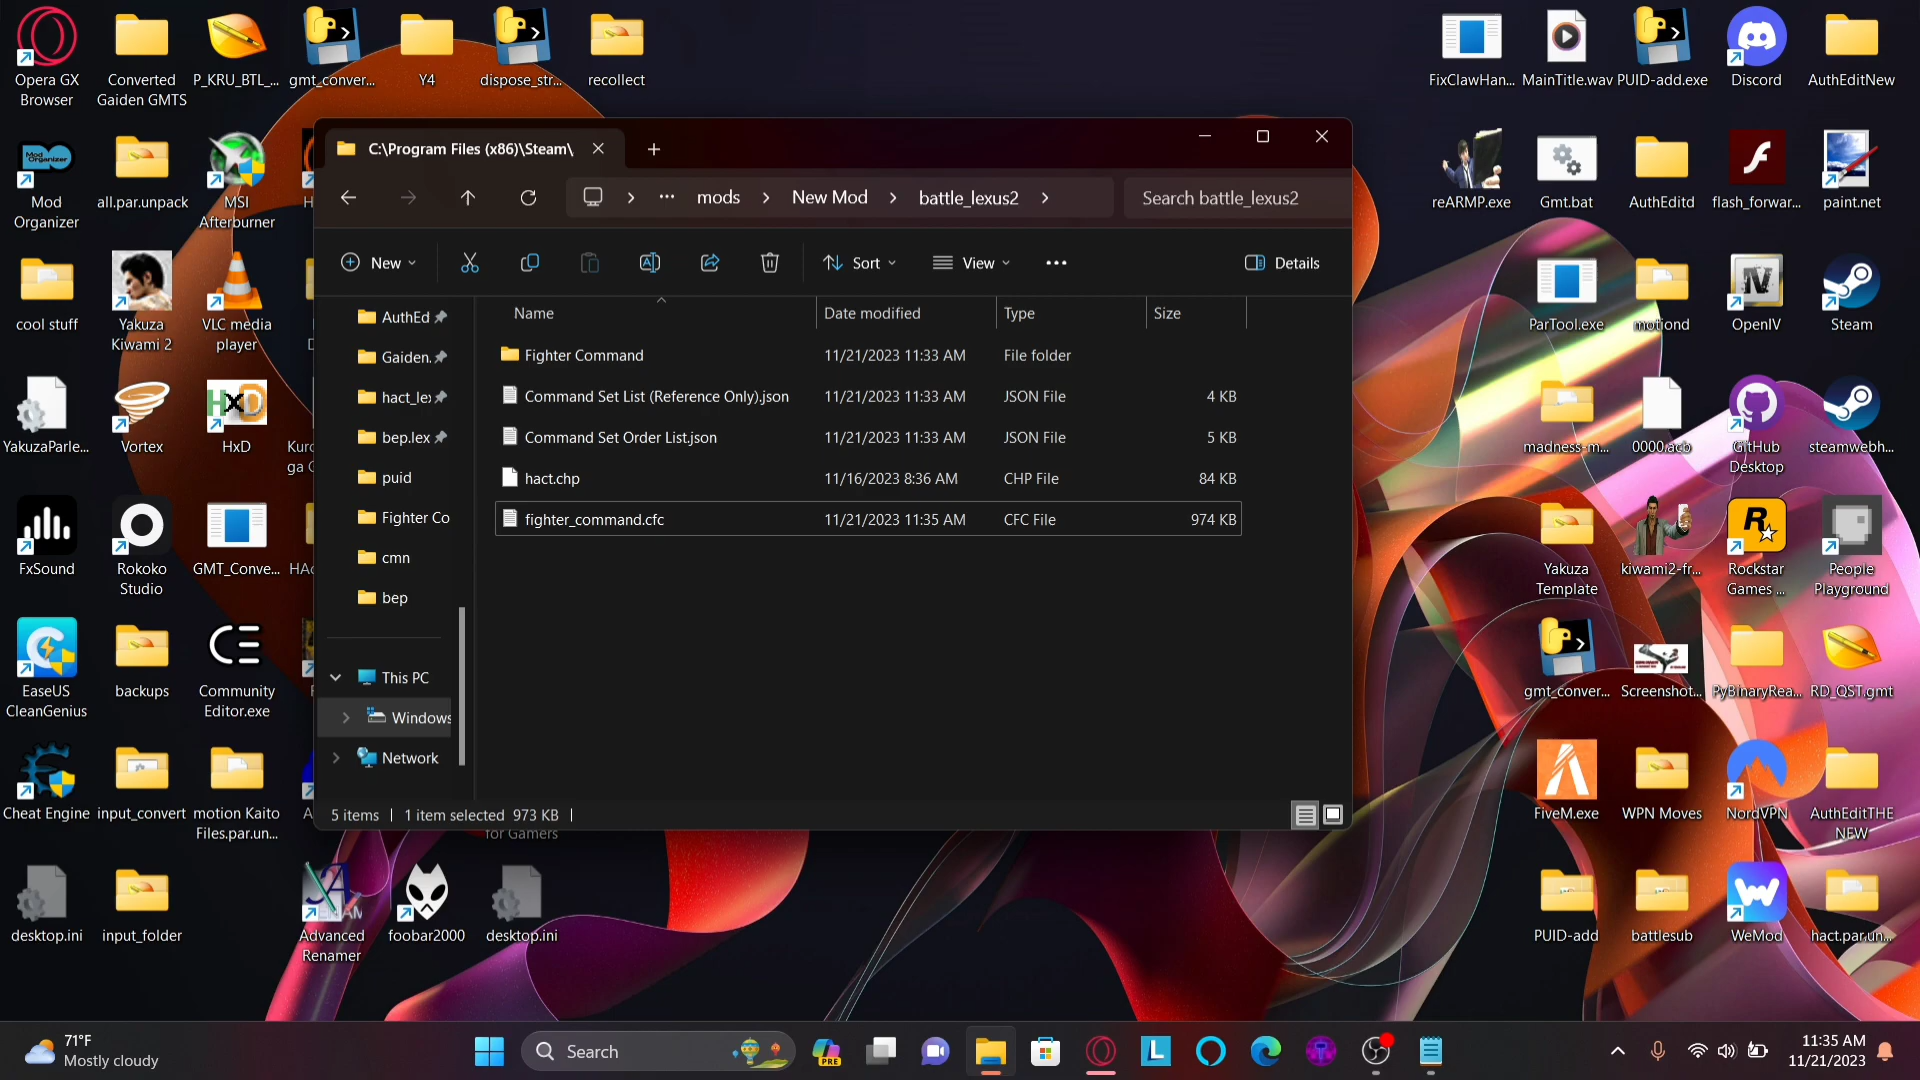 Opera GX
Browser
Converted
Gaiden GMTS
P_KRU_BTL_...
gmt_conver...
Y4
dispose_str...
recollect
FixClawHan...
MainTitle.wav
PUID-add.exe
Discord
AuthEditNew
Mod
Organizer
all.par.unpack
MSI
Afterburner
reARMP.exe
Gmt.bat
AuthEditd
flash_forwar...
paint.net
cool stuff
Yakuza
Kiwami 2
VLC media
player
ParTool.exe
motiond
OpenIV
Steam
YakuzaParle...
Vortex
HxD
madness-m...
0000.acb
GitHub
Desktop
steamwebh...
FxSound
Rokoko
Studio
GMT_Conve...
Yakuza
Template
kiwami2-fr...
Rockstar
Games ...
People
Playground
EaseUS
CleanGenius
backups
Community
Editor.exe
gmt_conver...
Screenshot...
PyBinaryRea...
RD_QST.gmt
Cheat Engine
input_convert
motion Kaito
Files.par.un...
for Gamers
FiveM.exe
WPN Moves
NordVPN
AuthEditTHE
NEW
desktop.ini
input_folder
Advanced
Renamer
foobar2000
desktop.ini
PUID-add
battlesub
WeMod
hact.par.un...
C:\Program Files (x86)\Steam\
mods
New Mod
battle_lexus2
Search battle_lexus2
New
Sort
View
Details
Name
Date modified
Type
Size
Fighter Command 11/21/2023 11:33 AM File folder
Command Set List (Reference Only).json 11/21/2023 11:33 AM JSON File 4 KB
Command Set Order List.json 11/21/2023 11:33 AM JSON File 5 KB
hact.chp 11/16/2023 8:36 AM CHP File 84 KB
fighter_command.cfc 11/21/2023 11:35 AM CFC File 974 KB
AuthEd
Gaiden.
hact_le
bep.lex
puid
Fighter Co
cmn
bep
This PC
Windows
Network
5 items
1 item selected 973 KB
71°F
Mostly cloudy
Search
PRE
11:35 AM
11/21/2023